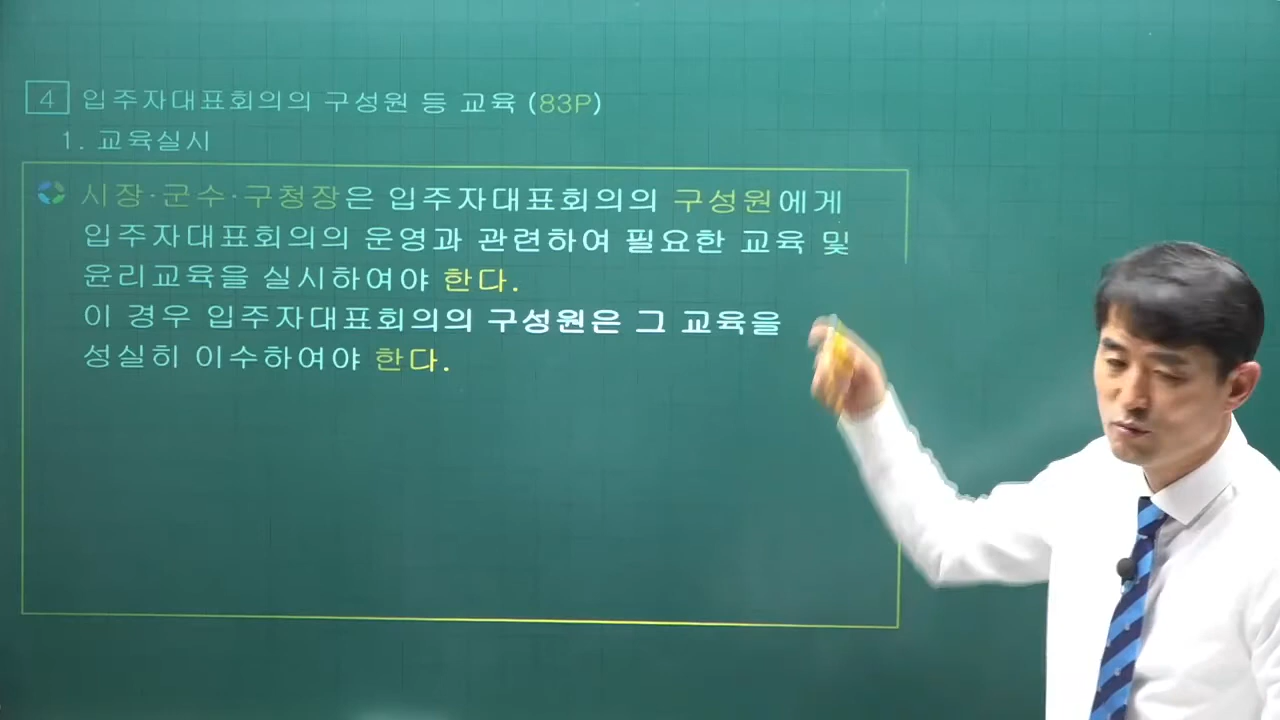 4 입주자대표회의의 구성원 등 교육 (83P)
1. 교육실시
시장·군수·구청장은 입주자대표회의의 구성원에게
입주자대표회의의 운영과 관련하여 필요한 교육 및
윤리교육을 실시하여야 한다.
이 경우 입주자대표회의의 구성원은 그 교육을
성실히 이수하여야 한다.